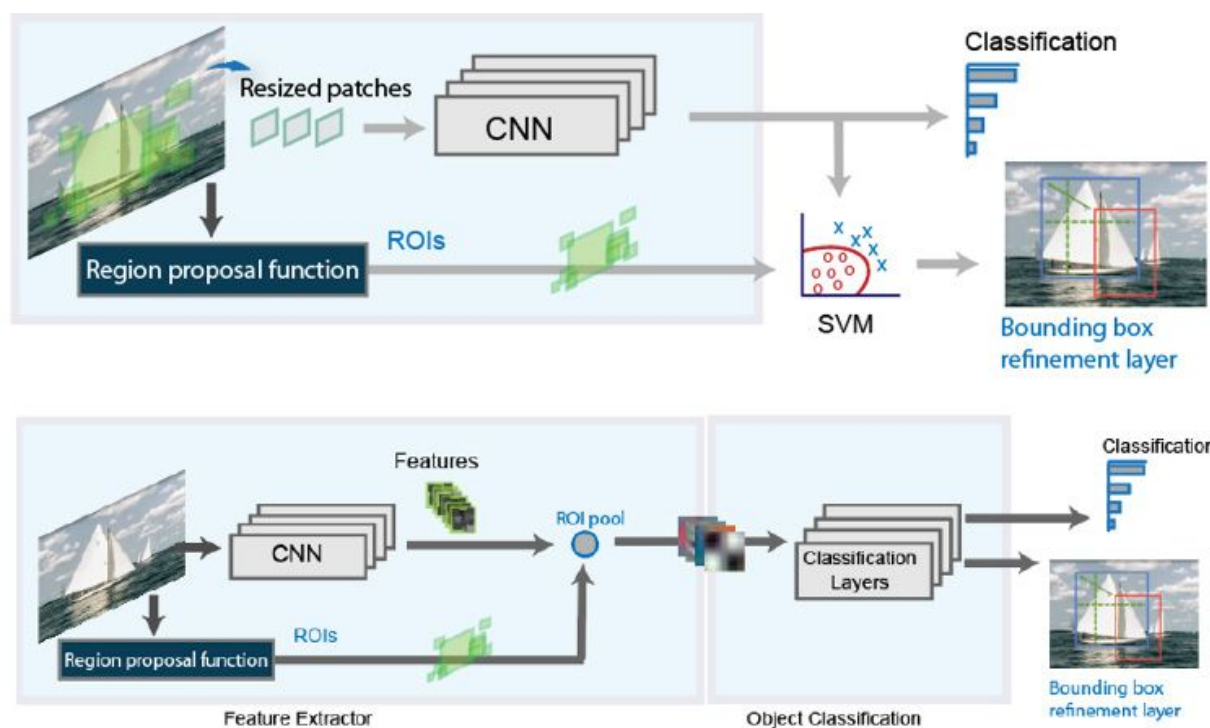 Classification
Resized patches
CNN
ROIs
Region proposal function
SVM
Bounding box
refinement layer
Features
Classification
ROI pool
CNN
Classification
Layers
ROIs
Region proposal function
Bounding box
refinement layer
Feature Extractor
Object Classification